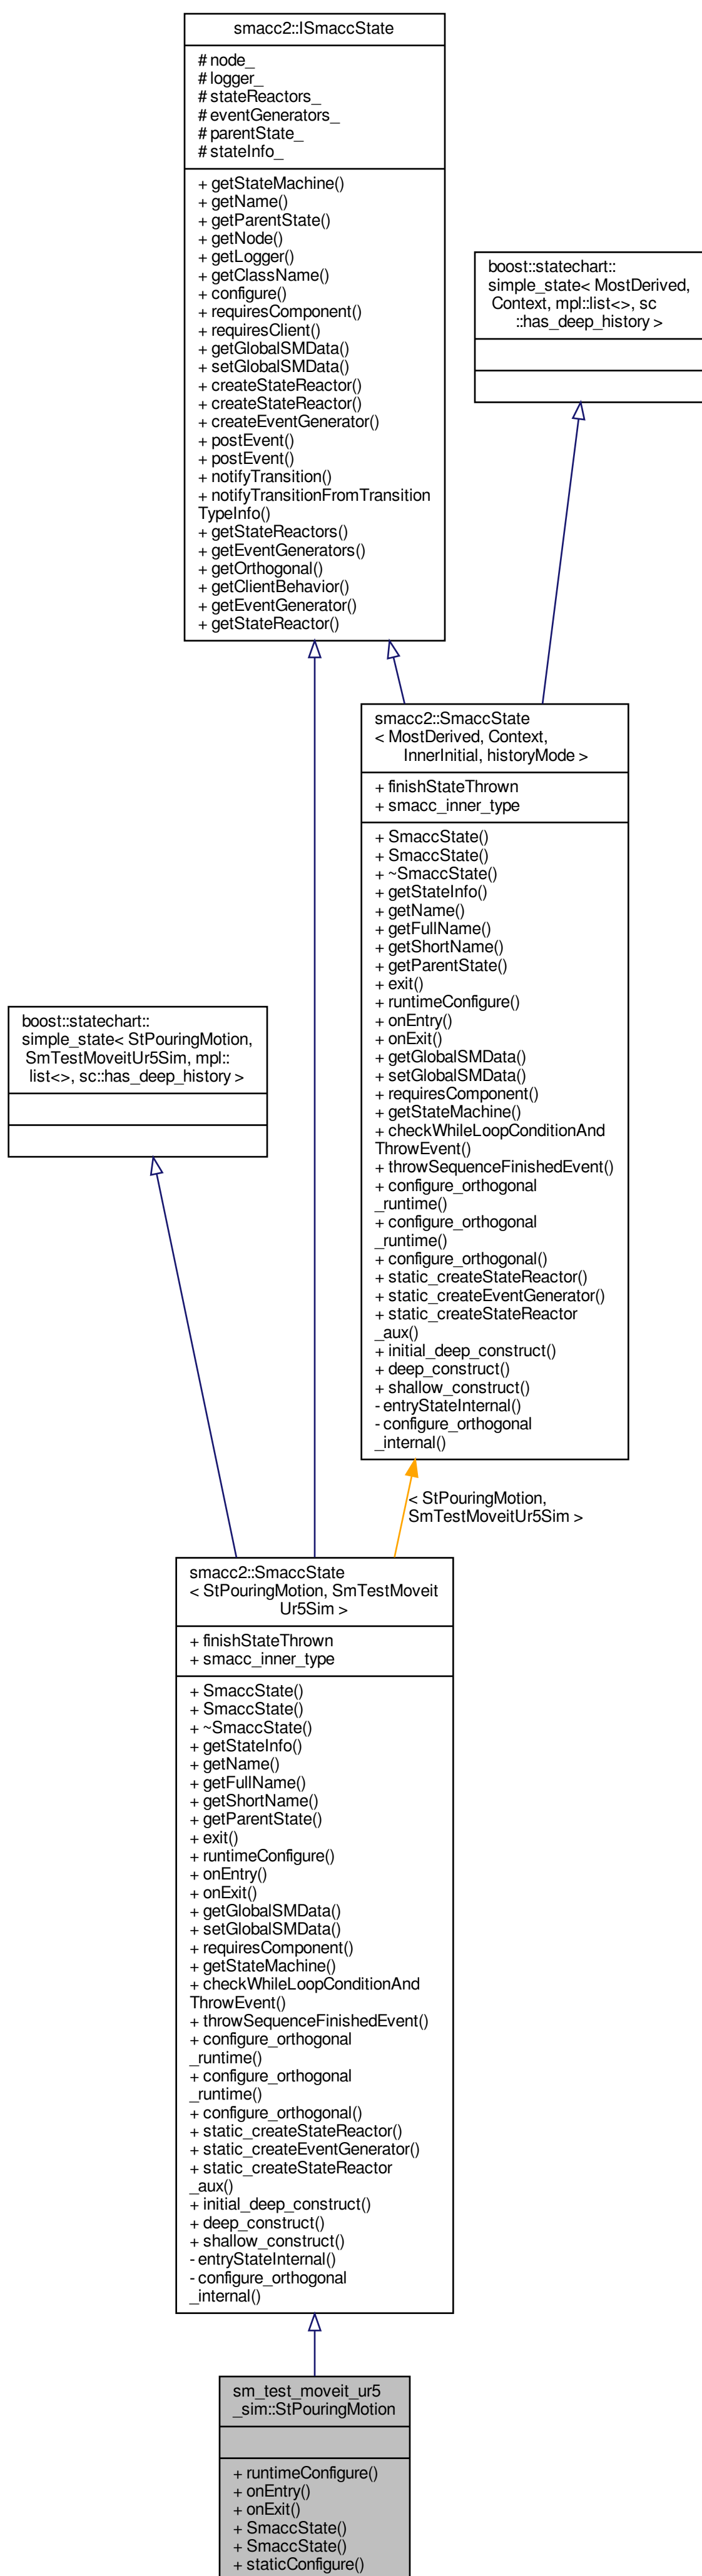 smacc2::ISmaccState
# node_
# logger_
# stateReactors_
# eventGenerators_
# parentState_
# stateInfo_
+ getStateMachine()
+ getName()
+ getParentState()
+ getNode()
+ getLogger()
+ getClassName()
+ configure()
+ requiresComponent()
+ requiresClient()
+ getGlobalSMData()
+ setGlobalSMData()
+ createStateReactor()
+ createStateReactor()
+ createEventGenerator()
+ postEvent()
+ postEvent()
+ notifyTransition()
+ notifyTransitionFromTransition
TypeInfo()
+ getStateReactors()
+ getEventGenerators()
+ getOrthogonal()
+ getClientBehavior()
+ getEventGenerator()
+ getStateReactor()
boost::statechart::
simple_state< MostDerived,
Context, mpl::list<>, sc
::has_deep_history >
smacc2::SmaccState
< MostDerived, Context,
InnerInitial, historyMode >
+ finishStateThrown
+ smacc_inner_type
+ SmaccState()
+ SmaccState()
+ ~SmaccState()
+ getStateInfo()
+ getName()
+ getFullName()
+ getShortName()
+ getParentState()
+ exit()
+ runtimeConfigure()
+ onEntry()
+ onExit()
+ getGlobalSMData()
+ setGlobalSMData()
+ requiresComponent()
+ getStateMachine()
+ checkWhileLoopConditionAnd
ThrowEvent()
+ throwSequenceFinishedEvent()
+ configure_orthogonal
_runtime()
+ configure_orthogonal
_runtime()
+ configure_orthogonal()
+ static_createStateReactor()
+ static_createEventGenerator()
+ static_createStateReactor
_aux()
+ initial_deep_construct()
+ deep_construct()
+ shallow_construct()
- entryStateInternal()
- configure_orthogonal
_internal()
boost::statechart::
simple_state< StPouringMotion,
SmTestMoveitUr5Sim, mpl::
list<>, sc::has_deep_history >
< StPouringMotion,
SmTestMoveitUr5Sim >
smacc2::SmaccState
< StPouringMotion, SmTestMoveit
Ur5Sim >
+ finishStateThrown
+ smacc_inner_type
+ SmaccState()
+ SmaccState()
+ ~SmaccState()
+ getStateInfo()
+ getName()
+ getFullName()
+ getShortName()
+ getParentState()
+ exit()
+ runtimeConfigure()
+ onEntry()
+ onExit()
+ getGlobalSMData()
+ setGlobalSMData()
+ requiresComponent()
+ getStateMachine()
+ checkWhileLoopConditionAnd
ThrowEvent()
+ throwSequenceFinishedEvent()
+ configure_orthogonal
_runtime()
+ configure_orthogonal
_runtime()
+ configure_orthogonal()
+ static_createStateReactor()
+ static_createEventGenerator()
+ static_createStateReactor
_aux()
+ initial_deep_construct()
+ deep_construct()
+ shallow_construct()
- entryStateInternal()
- configure_orthogonal
_internal()
sm_test_moveit_ur5
_sim::StPouringMotion
+ runtimeConfigure()
+ onEntry()
+ onExit()
+ SmaccState()
+ SmaccState()
+ staticConfigure()